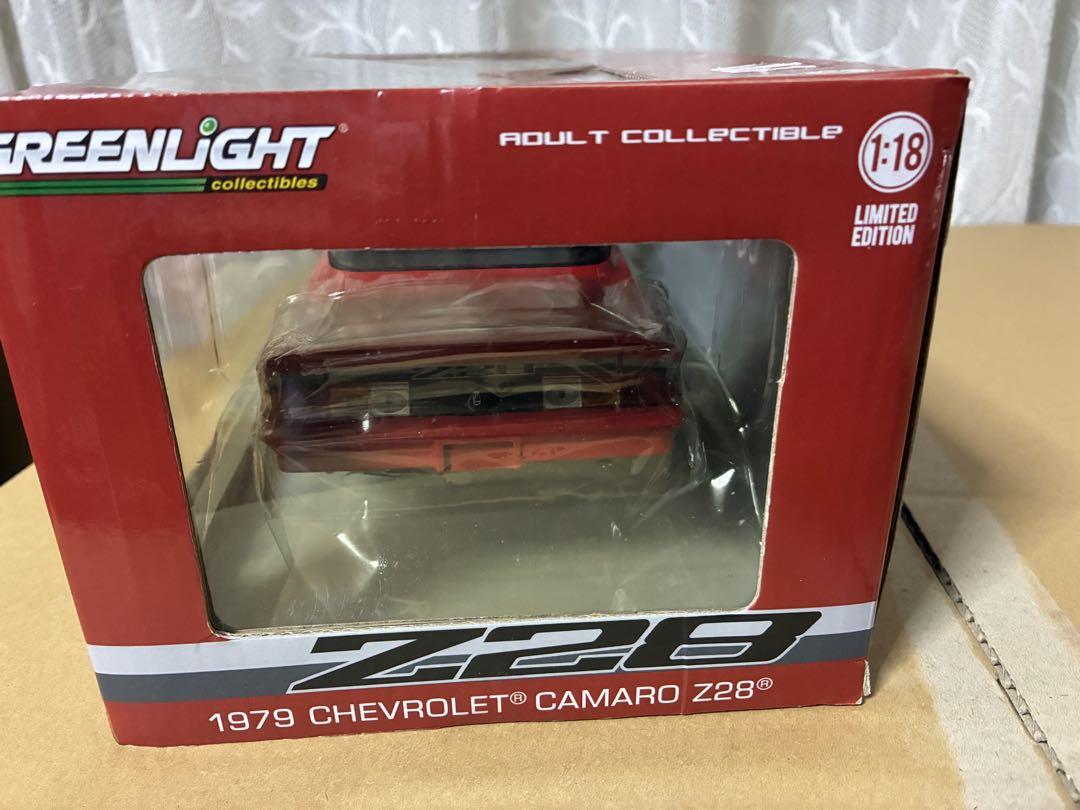 GREENLiGHT®
collectibles
ADULT COLLECTIBLE
1:18
LIMITED
EDITION
Z28
1979 CHEVROLET® CAMARO Z28®